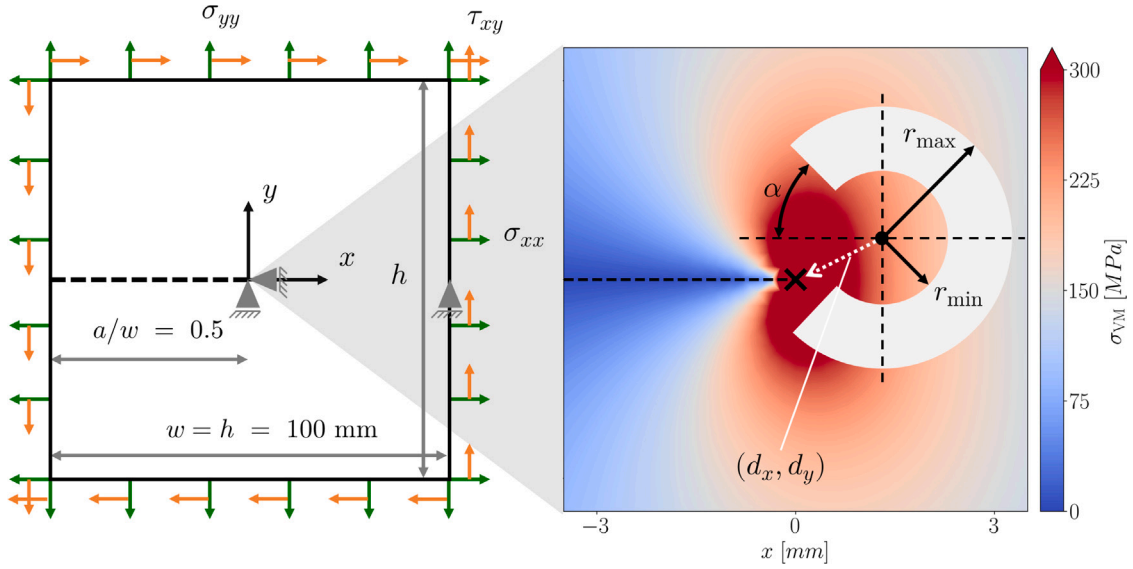 σyy
τxy
y
x
σxx
h
a/w = 0.5
w = h = 100 mm
rmax
α
rmin
(dx, dy)
−3
0
3
x [mm]
300
225
150
75
0
σVM [MPa]